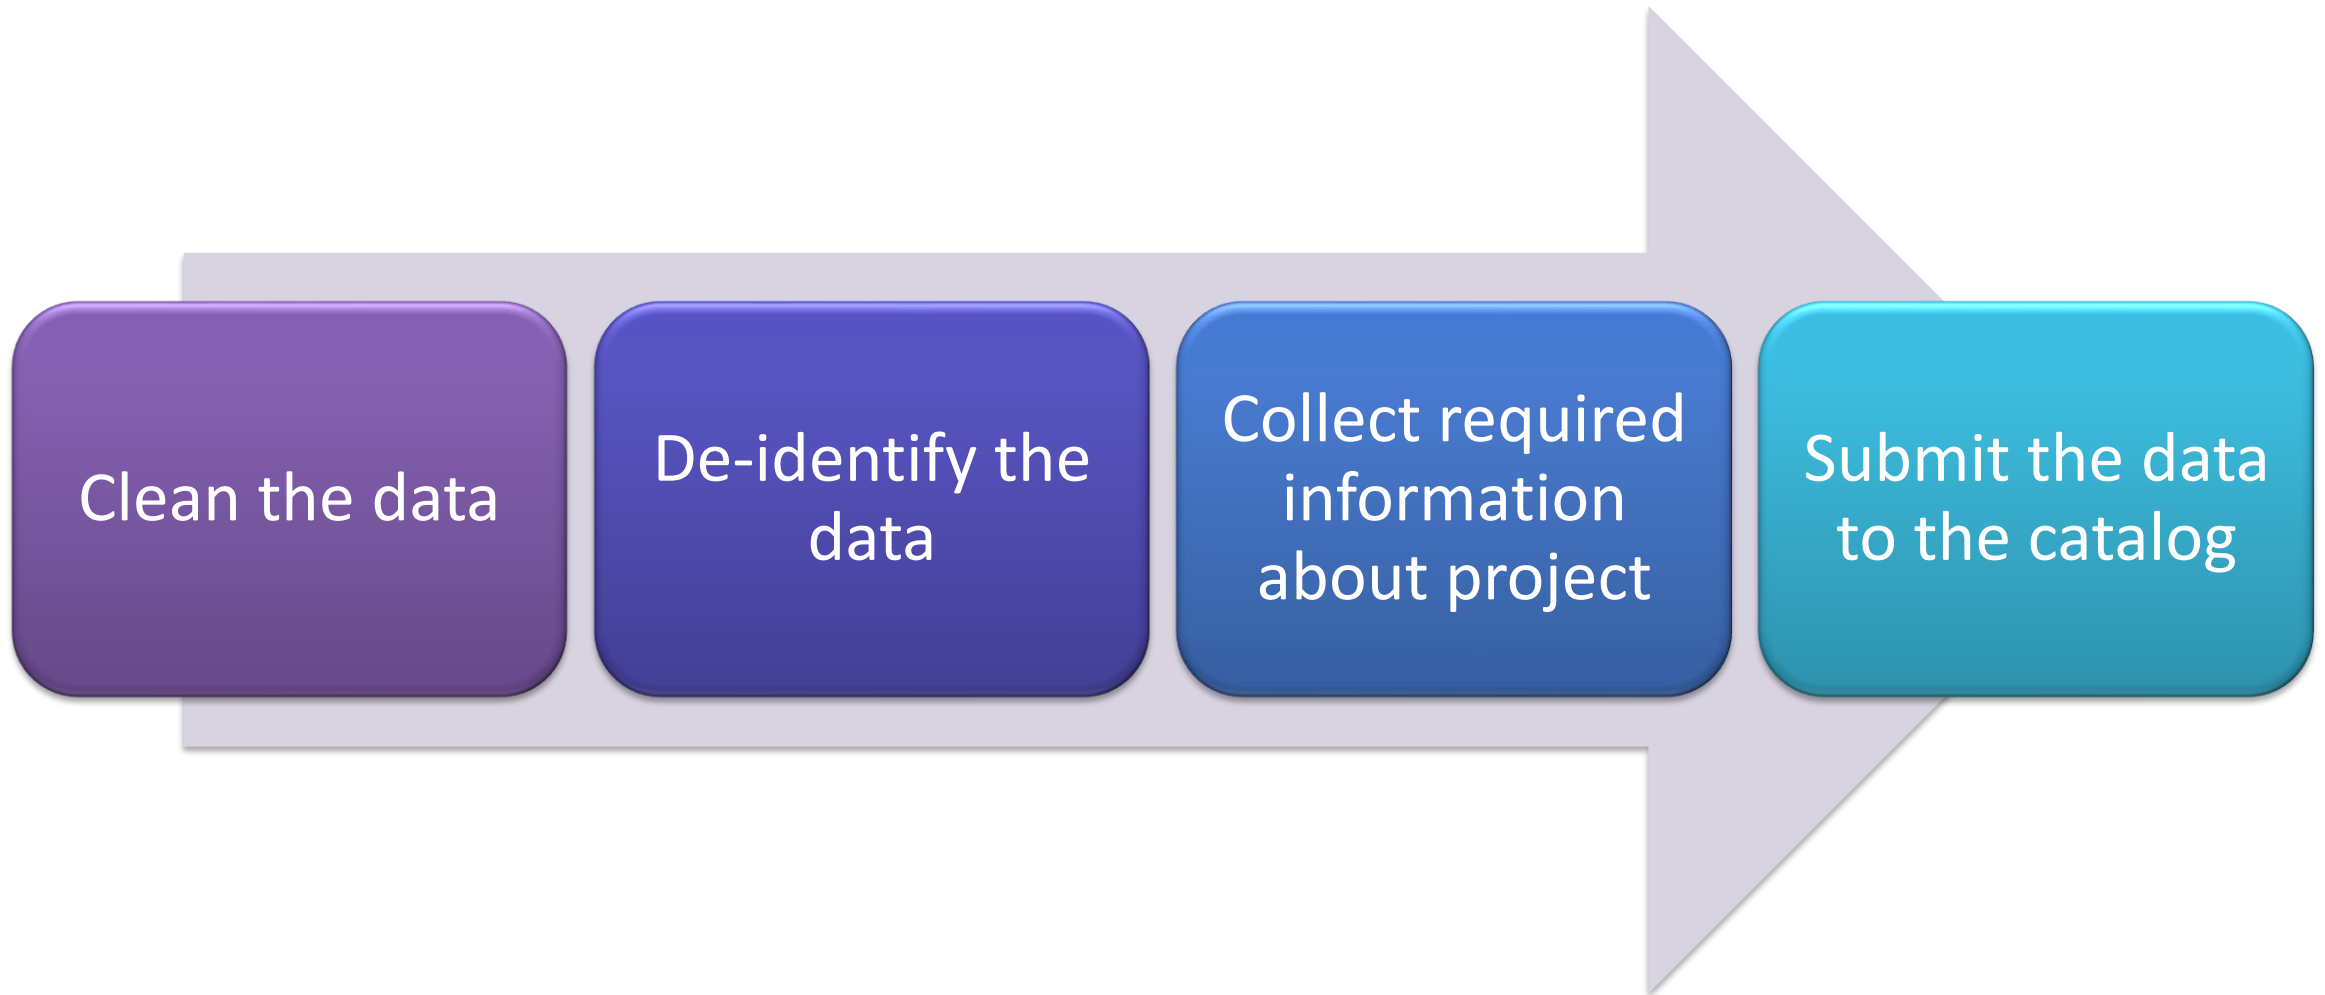 Clean the data
De-identify the
data
Collect required
information
about project
Submit the data
to the catalog